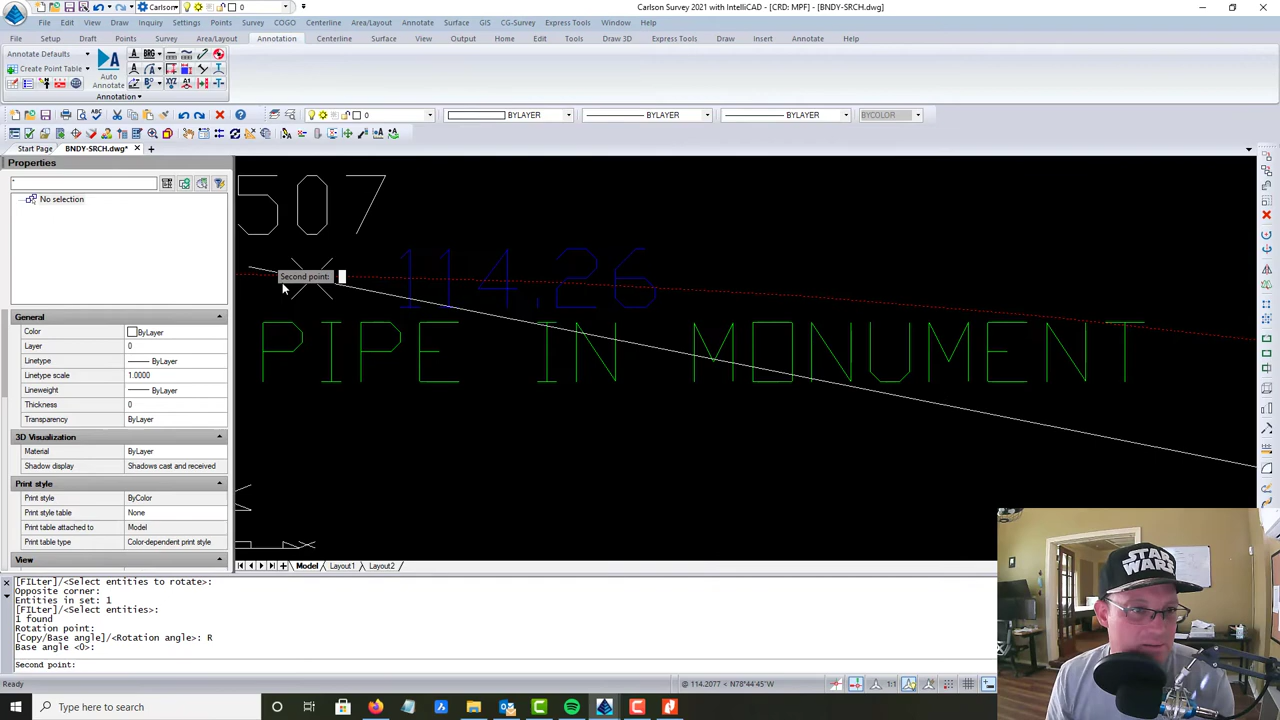 Carlson
0
Carlson Survey 2021 with IntelliCAD - [CRD: MPF] - [BNDY-SRCH.dwg]
File Edit View Draw Inquiry Settings Points Survey COGO Centerline Area/Layout Annotate Surface GIS CG-Survey Express Tools Window Help
File Setup Draft Points Survey Area/Layout Annotation Centerline Surface View Output Home Edit Tools Draw 3D Express Tools Draw Insert Annotate Help
Annotate Defaults
Create Point Table
Auto
Annotate
Annotation
0
BYLAYER
BYLAYER
BYLAYER
BYCOLOR
Start Page
BNDY-SRCH.dwg*
Properties
*
No selection
General
Color ByLayer
Layer 0
Linetype ByLayer
Linetype scale 1.0000
Lineweight ByLayer
Thickness 0
Transparency ByLayer
3D Visualization
Material ByLayer
Shadow display Shadows cast and received
Print style
Print style ByColor
Print style table None
Print table attached to Model
Print table type Color-dependent print style
View
507
Second point:
114.26
PIPE IN MONUMENT
Model Layout1 Layout2
[FILter]/<Select entities to rotate>:
Opposite corner:
Entities in set: 1
[FILter]/<Select entities>:
1 found
Rotation point:
[Copy/Base angle]/<Rotation angle>: R
Base angle <0>:
Second point:
Ready
@ 114.2077 < N78°44'45"W
1:1
Type here to search
STAR
WARS